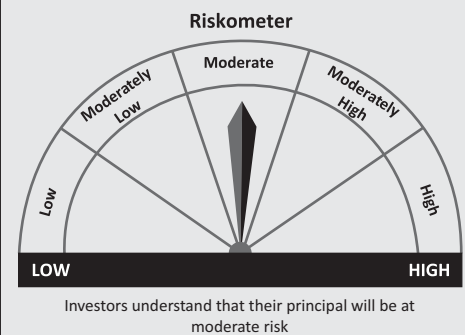 Riskometer
Low
Moderately
Low
Moderate
Moderately
High
High
LOW
HIGH
Investors understand that their principal will be at
moderate risk